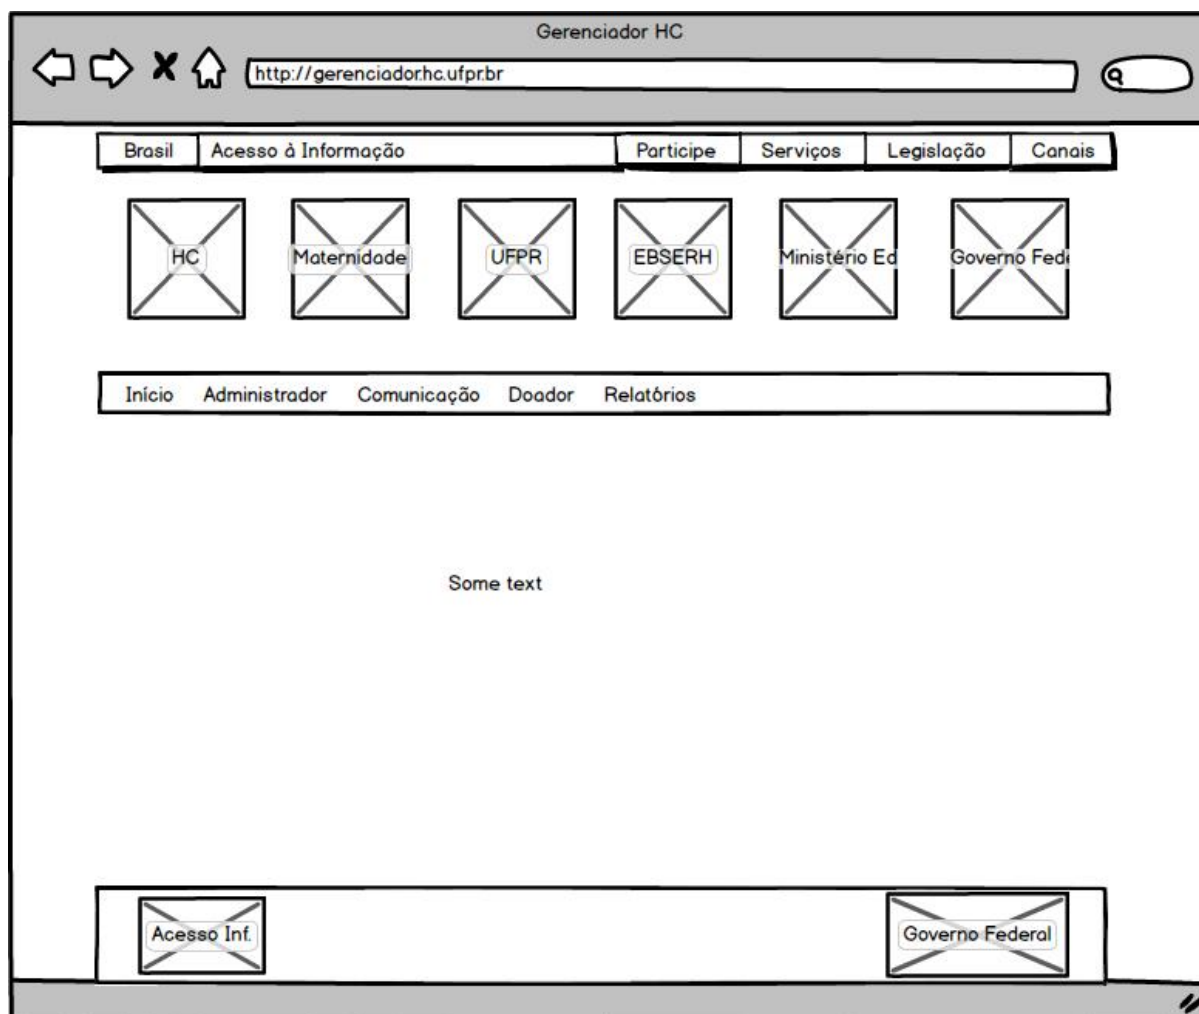 Gerenciador HC
http://gerenciador.hc.ufpr.br
Brasil Acesso à Informação Participe Serviços Legislação Canais
HC Maternidade UFPR EBSERH Ministério Ed Governo Fede
Início Administrador Comunicação Doador Relatórios
Some text
Acesso Inf. Governo Federal